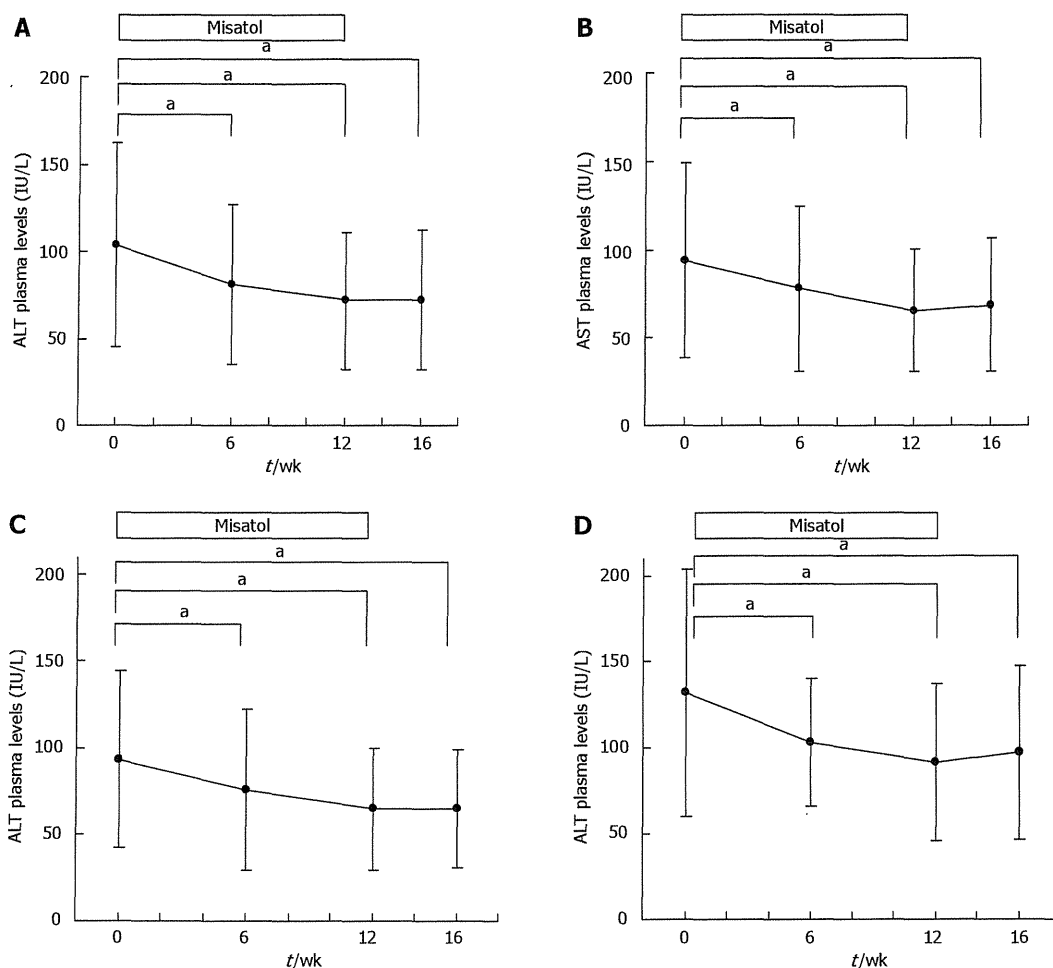 A
Misatol
a
a
a
ALT plasma levels (IU/L)
200
150
100
50
0
0 6 12 16
t/wk
B
Misatol
a
a
a
AST plasma levels (IU/L)
200
150
100
50
0
0 6 12 16
t/wk
C
Misatol
a
a
a
ALT plasma levels (IU/L)
200
150
100
50
0
0 6 12 16
t/wk
D
Misatol
a
a
a
ALT plasma levels (IU/L)
200
150
100
50
0
0 6 12 16
t/wk